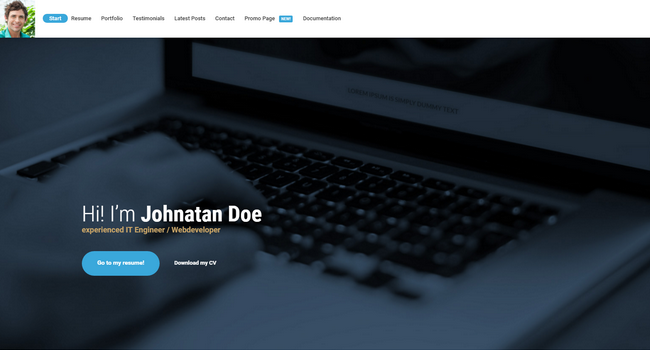 Start Resume Portfolio Testimonials Latest Posts Contact Promo Page NEW! Documentation
Hi! I'm Johnatan Doe
experienced IT Engineer / Webdeveloper
Go to my resume! Download my CV